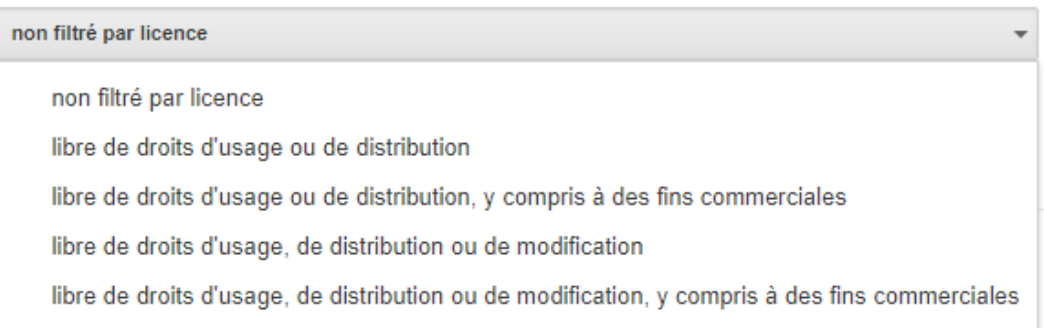 non filtré par licence
non filtré par licence
libre de droits d'usage ou de distribution
libre de droits d'usage ou de distribution, y compris à des fins commerciales
libre de droits d'usage, de distribution ou de modification
libre de droits d'usage, de distribution ou de modification, y compris à des fins commerciales